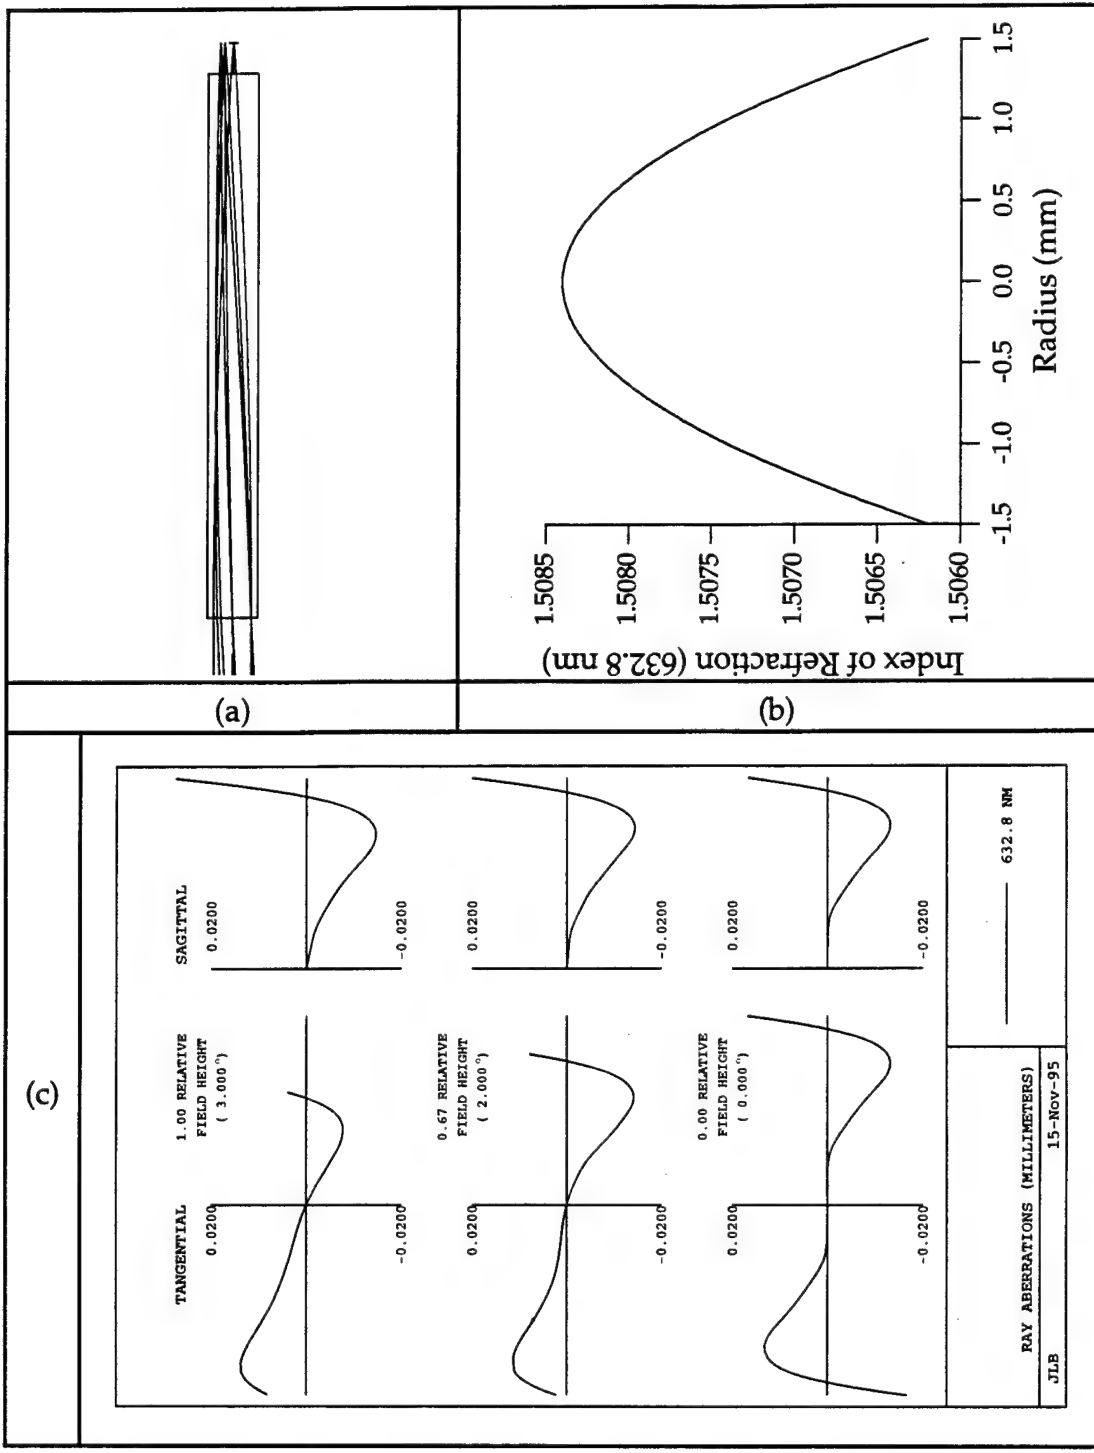 (a)
(b)
1.5085
1.5080
1.5075
1.5070
1.5065
1.5060
Index of Refraction (632.8 nm)
-1.5
-1.0
-0.5
0.0
0.5
1.0
1.5
Radius (mm)
(c)
TANGENTIAL
1.00 RELATIVE
FIELD HEIGHT
( 3.000°)
SAGITTAL
0.0200
-0.0200
0.0200
-0.0200
0.67 RELATIVE
FIELD HEIGHT
( 2.000°)
0.0200
-0.0200
0.0200
-0.0200
0.00 RELATIVE
FIELD HEIGHT
( 0.000°)
0.0200
-0.0200
0.0200
-0.0200
RAY ABERRATIONS (MILLIMETERS)
632.8 NM
JLB
15-Nov-95